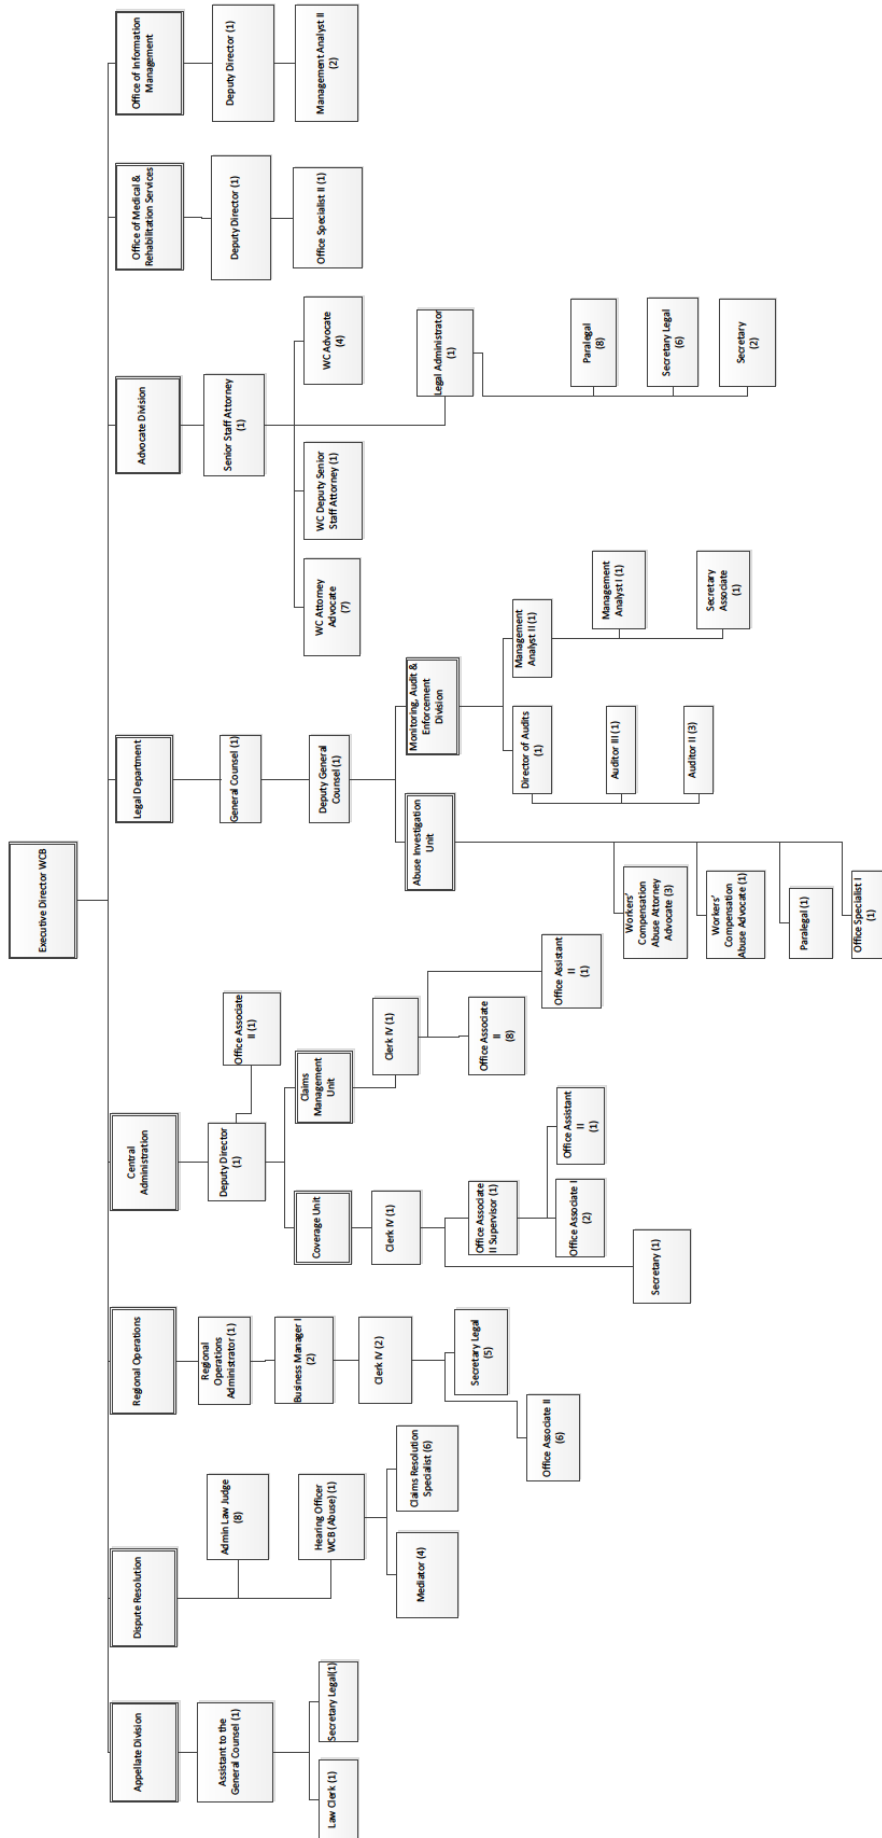 Executive Director WCB
Appellate Division
Assistant to the
General Counsel (1)
Law Clerk (1)
Secretary Legal(1)
Dispute Resolution
Admin Law Judge
(8)
Hearing Officer
WCB (Abuse) (1)
Mediator (4)
Claims Resolution
Specialist (6)
Regional Operations
Regional
Operations
Administrator (1)
Business Manager I
(2)
Clerk IV (2)
Secretary Legal
(5)
Office Associate II
(6)
Central
Administration
Deputy Director
(1)
Office Associate
II (1)
Coverage Unit
Clerk IV (1)
Office Associate
II Supervisor (1)
Office Associate I
(2)
Office Assistant
II
(1)
Secretary (1)
Claims
Management
Unit
Clerk IV (1)
Office Associate
II
(8)
Office Assistant
II
(1)
Legal Department
General Counsel (1)
Deputy General
Counsel (1)
Abuse Investigation
Unit
Workers'
Compensation
Abuse Attorney
Advocate (3)
Workers'
Compensation
Abuse Advocate (1)
Paralegal (1)
Office Specialist I
(1)
Monitoring, Audit &
Enforcement
Division
Director of Audits
(1)
Auditor III (1)
Auditor II (3)
Management
Analyst II (1)
Management
Analyst I (1)
Secretary
Associate
(1)
Advocate Division
Senior Staff Attorney
(1)
WC Attorney
Advocate
(7)
WC Deputy Senior
Staff Attorney (1)
WC Advocate
(4)
Legal Administrator
(1)
Paralegal
(8)
Secretary Legal
(6)
Secretary
(2)
Office of Medical &
Rehabilitation Services
Deputy Director (1)
Office Specialist II (1)
Office of Information
Management
Deputy Director (1)
Management Analyst II
(2)